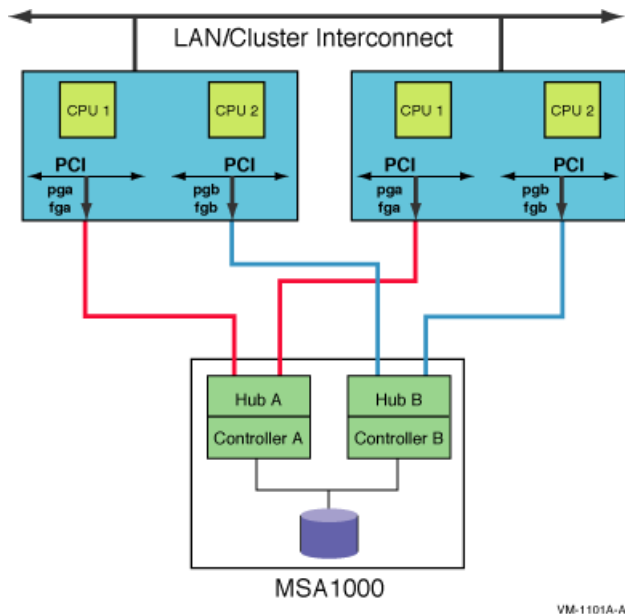 LAN/Cluster Interconnect
CPU 1
CPU 2
CPU 1
CPU 2
PCI
PCI
PCI
PCI
pga
pgb
pga
pgb
fga
fgb
fga
fgb
Hub A
Hub B
Controller A
Controller B
MSA1000
VM-1101A-AI